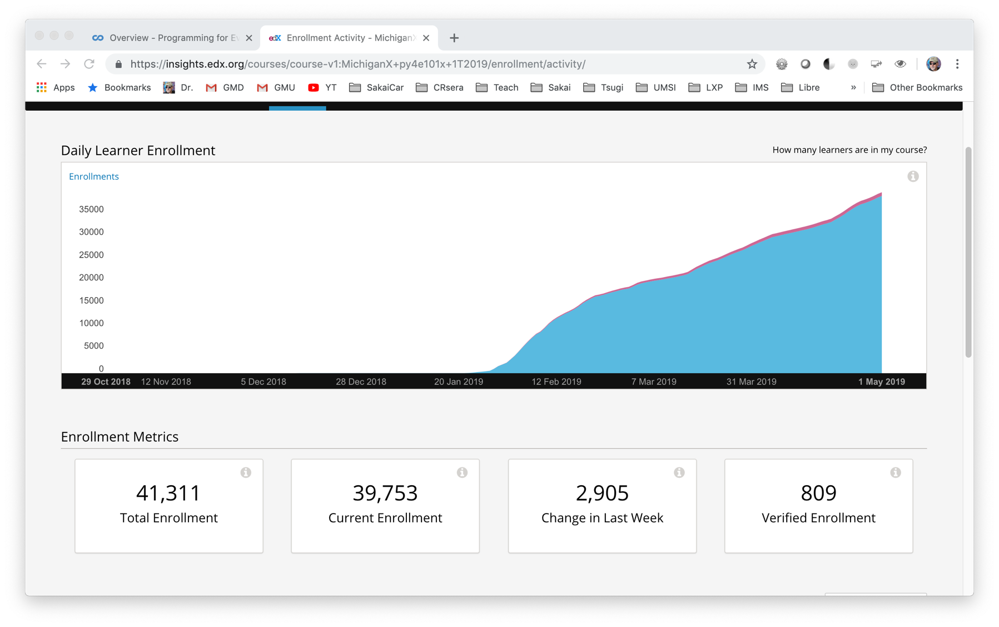 Overview - Programming for Ev
edX Enrollment Activity - MichiganX
https://insights.edx.org/courses/course-v1:MichiganX+py4e101x+1T2019/enrollment/activity/
Apps Bookmarks Dr. GMD GMU YT SakaiCar CRsera Teach Sakai Tsugi UMSI LXP IMS Libre » Other Bookmarks
Daily Learner Enrollment
How many learners are in my course?
Enrollments
35000
30000
25000
20000
15000
10000
5000
0
29 Oct 2018 12 Nov 2018 5 Dec 2018 28 Dec 2018 20 Jan 2019 12 Feb 2019 7 Mar 2019 31 Mar 2019 1 May 2019
Enrollment Metrics
41,311
Total Enrollment
39,753
Current Enrollment
2,905
Change in Last Week
809
Verified Enrollment